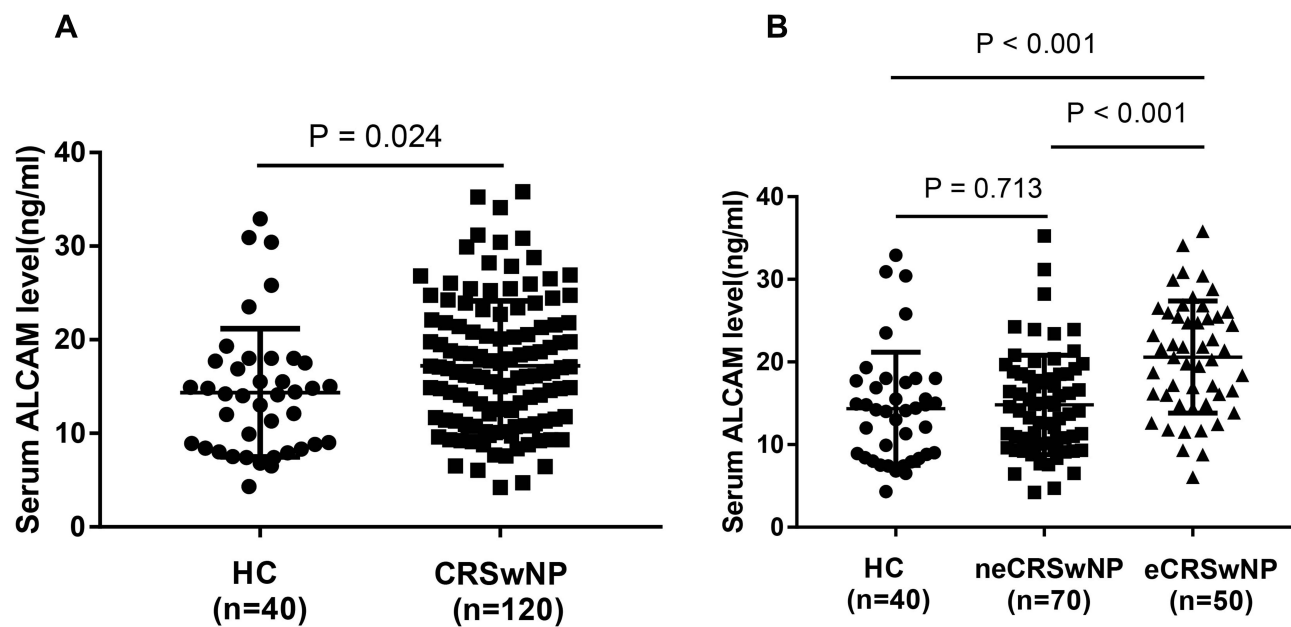 A
P = 0.024
Serum ALCAM level(ng/ml)
40
30
20
10
0
HC
(n=40)
CRSwNP
(n=120)
B
P < 0.001
P < 0.001
P = 0.713
Serum ALCAM level(ng/ml)
40
30
20
10
0
HC
(n=40)
neCRSwNP
(n=70)
eCRSwNP
(n=50)